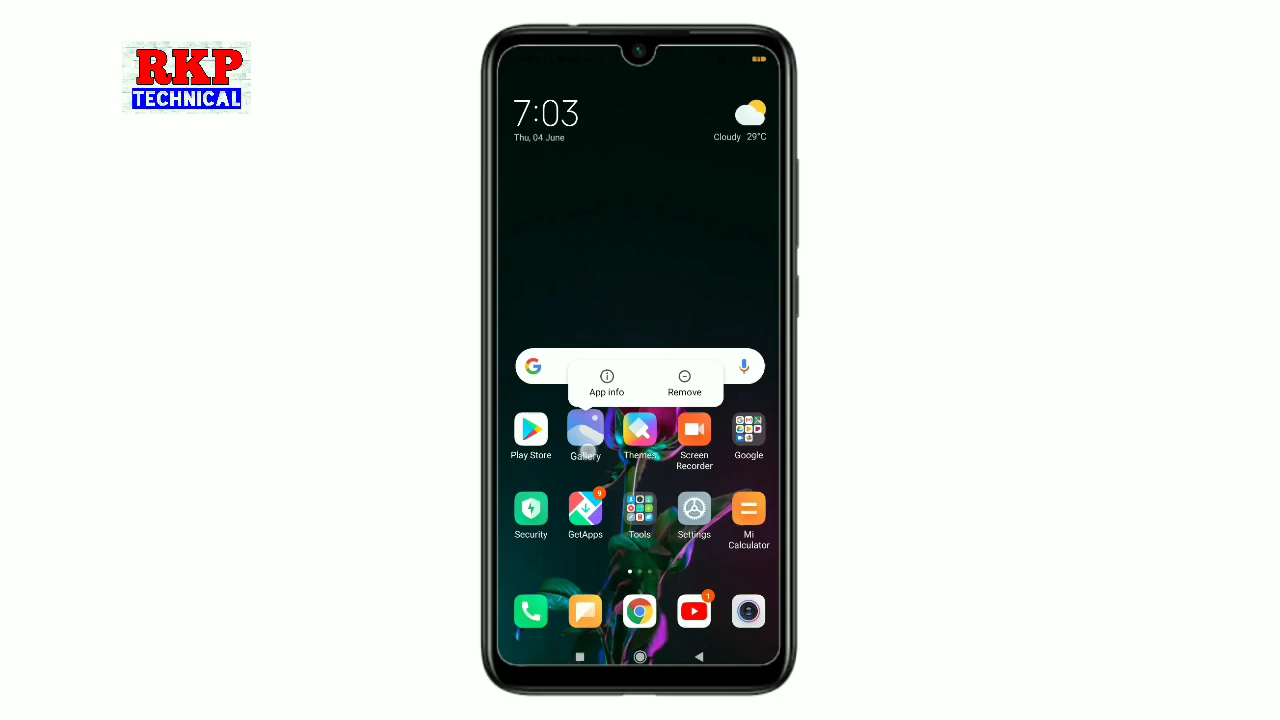 RKP
TECHNICAL
7:03
Thu, 04 June
Cloudy 29°C
App info
Remove
Play Store
Gallery
Themes
Screen
Recorder
Google
9
Security
GetApps
Tools
Settings
Mi
Calculator
1